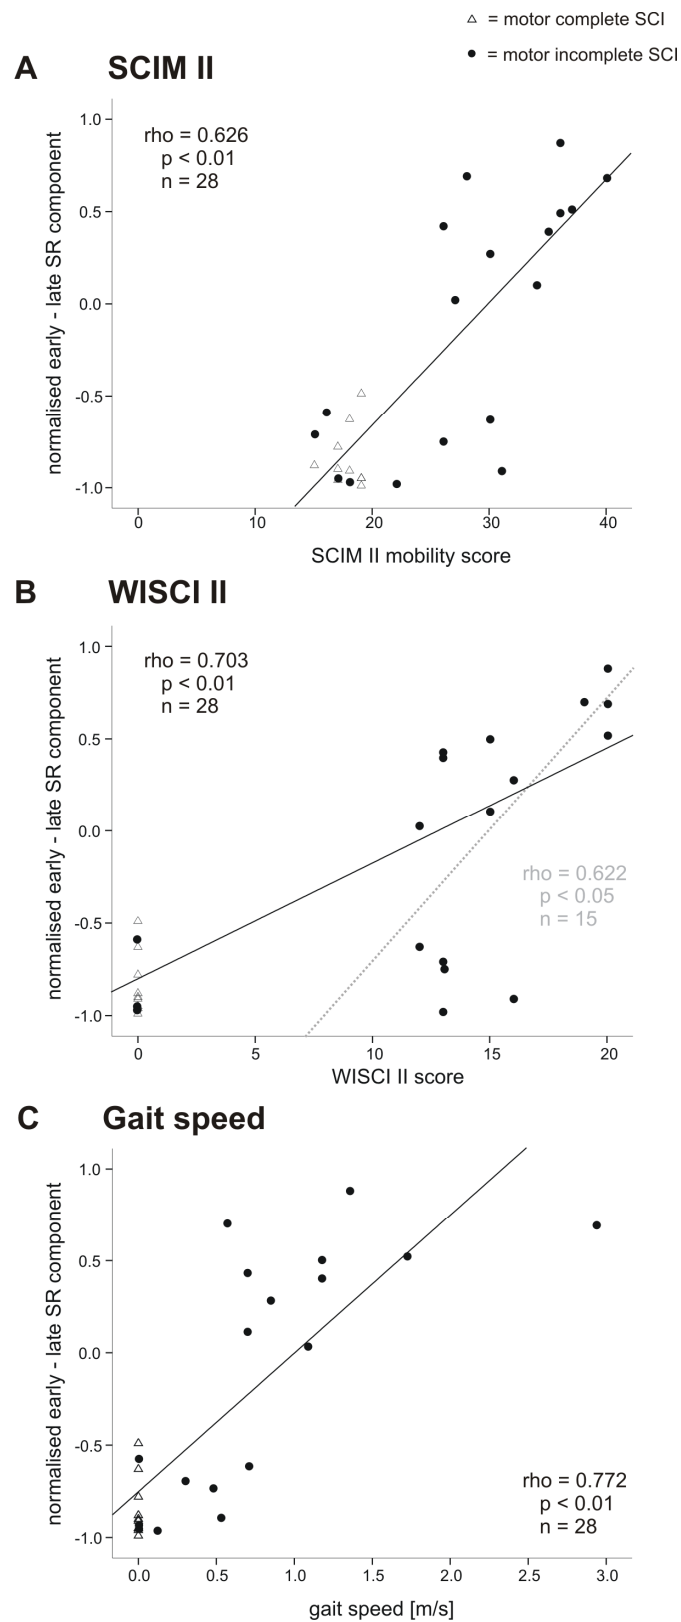 △ = motor complete SCI
● = motor incomplete SCI
A SCIM II
normalised early - late SR component
1.0
0.5
0.0
-0.5
-1.0
rho = 0.626
p < 0.01
n = 28
0 10 20 30 40
SCIM II mobility score
B WISCI II
normalised early - late SR component
1.0
0.5
0.0
-0.5
-1.0
rho = 0.703
p < 0.01
n = 28
rho = 0.622
p < 0.05
n = 15
0 5 10 15 20
WISCI II score
C Gait speed
normalised early - late SR component
1.0
0.5
0.0
-0.5
-1.0
rho = 0.772
p < 0.01
n = 28
0.0 0.5 1.0 1.5 2.0 2.5 3.0
gait speed [m/s]